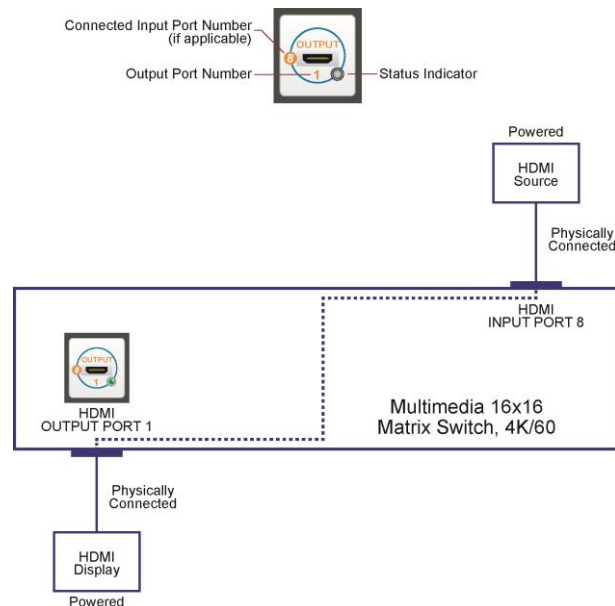 Connected Input Port Number
(if applicable)
OUTPUT
8
Output Port Number
1
Status Indicator
Powered
HDMI
Source
Physically
Connected
HDMI
INPUT PORT 8
OUTPUT
8
1
HDMI
OUTPUT PORT 1
Multimedia 16x16
Matrix Switch, 4K/60
Physically
Connected
HDMI
Display
Powered